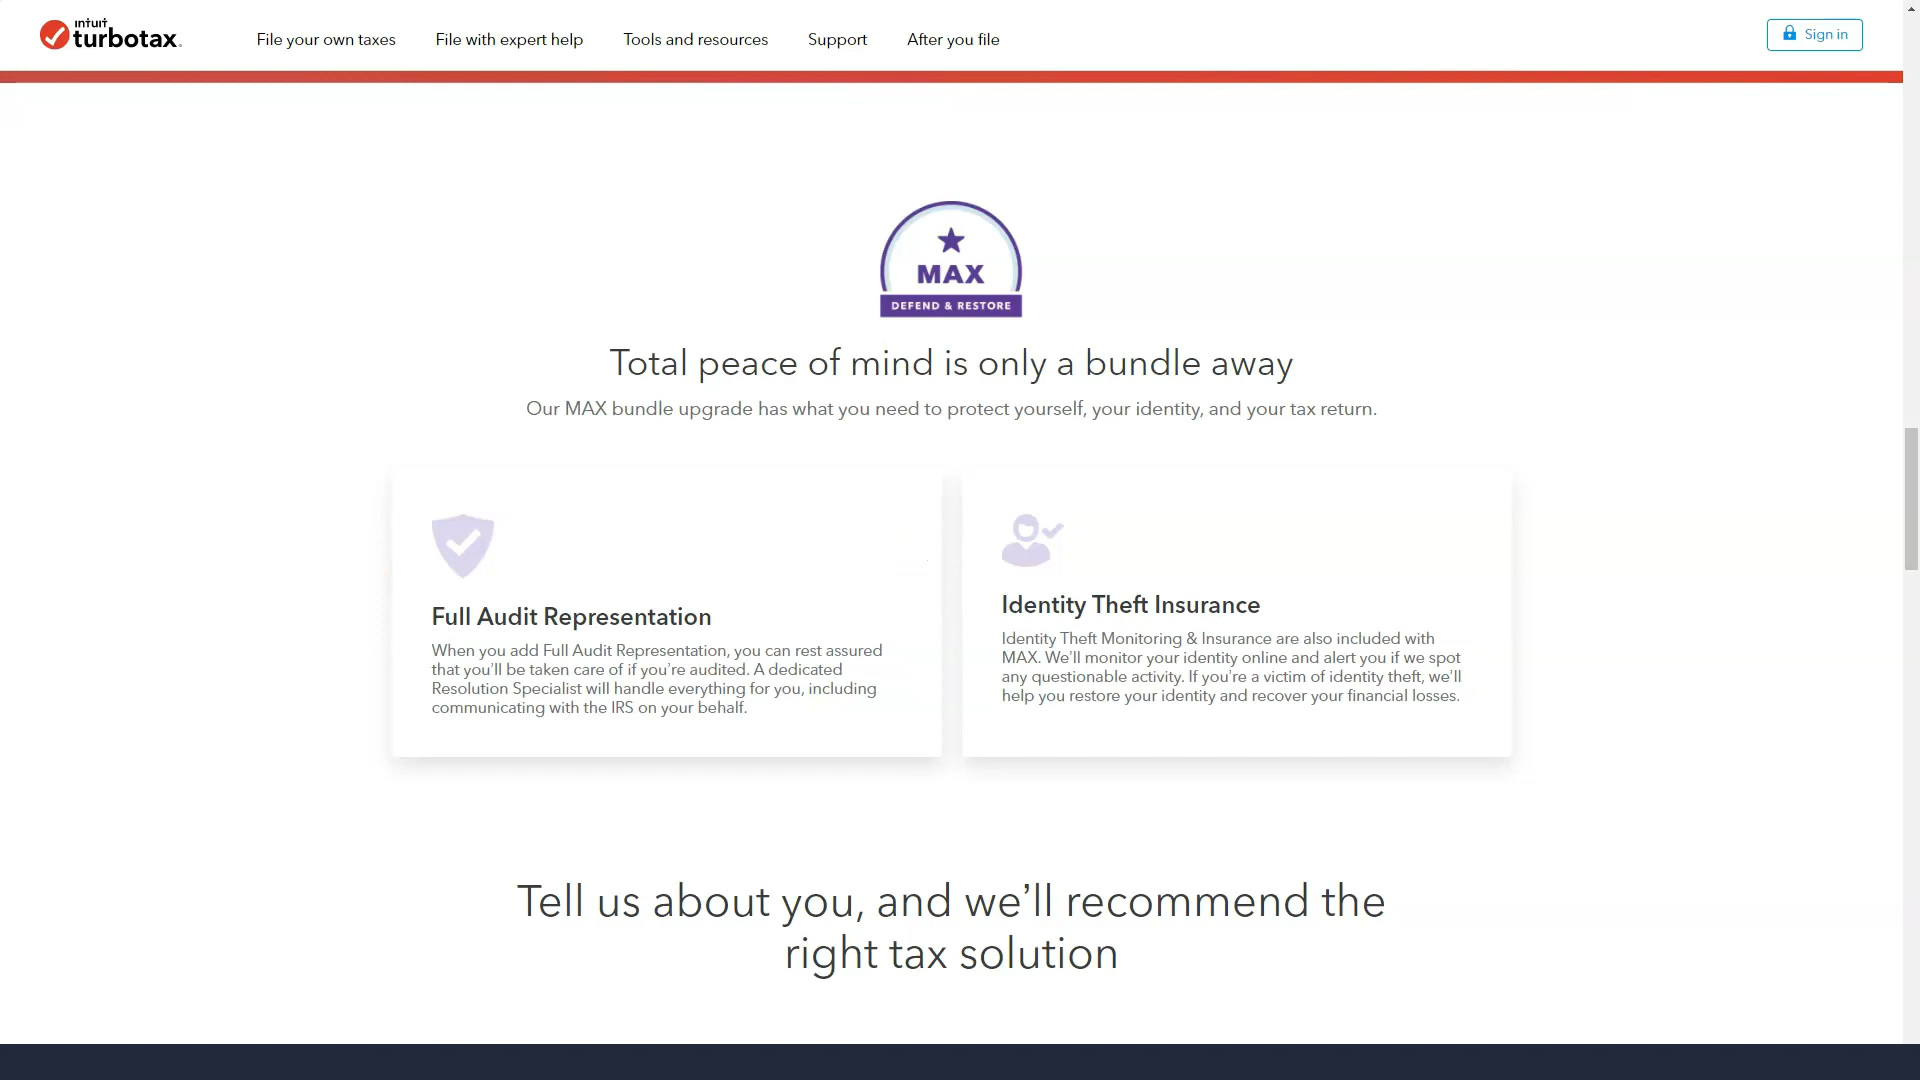 intuit
turbotax.
File your own taxes
File with expert help
Tools and resources
Support
After you file
Sign in
MAX
DEFEND & RESTORE
Total peace of mind is only a bundle away
Our MAX bundle upgrade has what you need to protect yourself, your identity, and your tax return.
Full Audit Representation
When you add Full Audit Representation, you can rest assured
that you’ll be taken care of if you’re audited. A dedicated
Resolution Specialist will handle everything for you, including
communicating with the IRS on your behalf.
Identity Theft Insurance
Identity Theft Monitoring & Insurance are also included with
MAX. We’ll monitor your identity online and alert you if we spot
any questionable activity. If you’re a victim of identity theft, we’ll
help you restore your identity and recover your financial losses.
Tell us about you, and we’ll recommend the
right tax solution